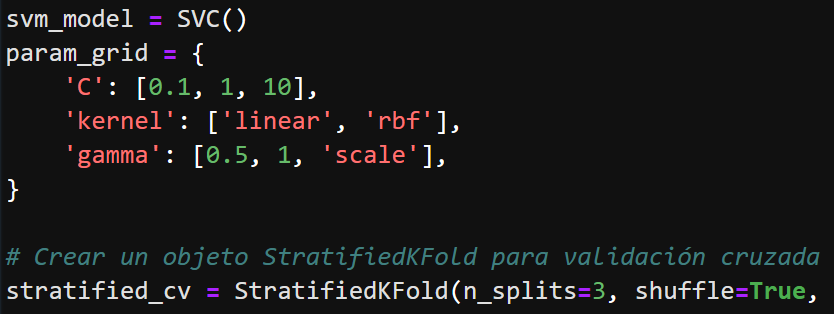 svm_model = SVC()
param_grid = {
    'C': [0.1, 1, 10],
    'kernel': ['linear', 'rbf'],
    'gamma': [0.5, 1, 'scale'],
}
# Crear un objeto StratifiedKFold para validación cruzada
stratified_cv = StratifiedKFold(n_splits=3, shuffle=True,